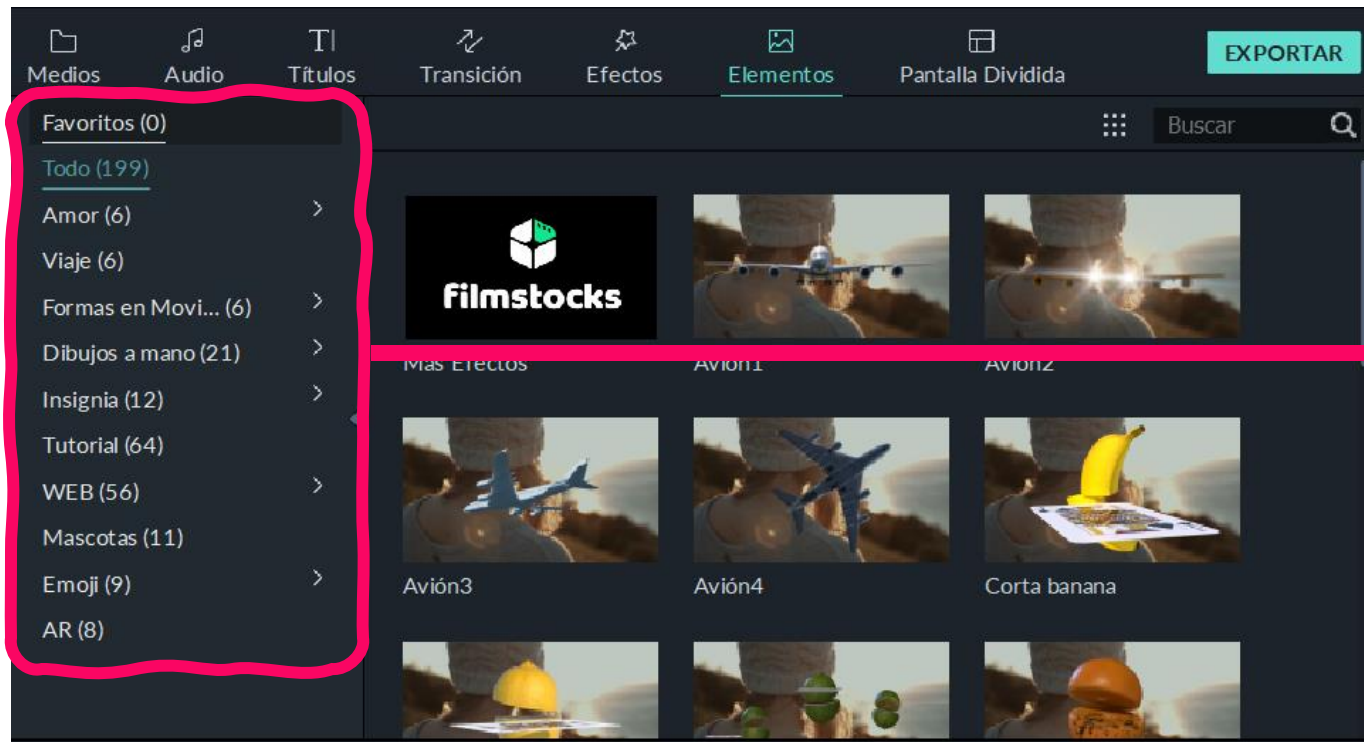 Medios Audio Títulos Transición Efectos Elementos Pantalla Dividida EXPORTAR
Favoritos (0)
Buscar
Todo (199)
Amor (6)
Viaje (6)
Formas en Movi... (6)
Dibujos a mano (21)
Insignia (12)
Tutorial (64)
WEB (56)
Mascotas (11)
Emoji (9)
AR (8)
filmstocks
Más Efectos Avión1 Avión2
Avión3 Avión4 Corta banana